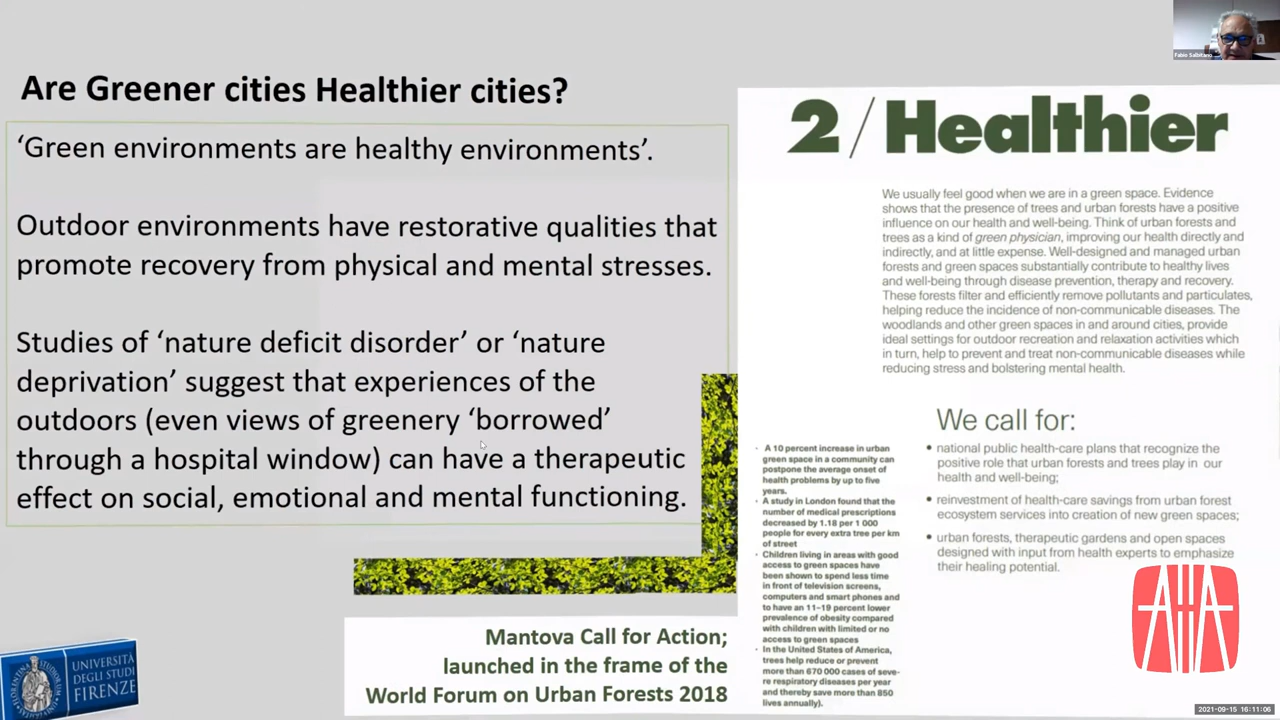 Fabio Salbitano
Are Greener cities Healthier cities?
‘Green environments are healthy environments’.
Outdoor environments have restorative qualities that
promote recovery from physical and mental stresses.
Studies of ‘nature deficit disorder’ or ‘nature
deprivation’ suggest that experiences of the
outdoors (even views of greenery ‘borrowed’
through a hospital window) can have a therapeutic
effect on social, emotional and mental functioning.
Mantova Call for Action;
launched in the frame of the
World Forum on Urban Forests 2018
UNIVERSITÀ
DEGLI STUDI
FIRENZE
2/Healthier
We usually feel good when we are in a green space. Evidence
shows that the presence of trees and urban forests have a positive
influence on our health and well-being. Think of urban forests and
trees as a kind of green physician, improving our health directly and
indirectly, and at little expense. Well-designed and managed urban
forests and green spaces substantially contribute to healthy lives
and well-being through disease prevention, therapy and recovery.
These forests filter and efficiently remove pollutants and particulates,
helping reduce the incidence of non-communicable diseases. The
woodlands and other green spaces in and around cities, provide
ideal settings for outdoor recreation and relaxation activities which
in turn, help to prevent and treat non-communicable diseases while
reducing stress and bolstering mental health.
· A 10 percent increase in urban
green space in a community can
postpone the average onset of
health problems by up to five
years.
· A study in London found that the
number of medical prescriptions
decreased by 1.18 per 1 000
people for every extra tree per km
of street
· Children living in areas with good
access to green spaces have
been shown to spend less time
in front of television screens,
computers and smart phones and
to have an 11–19 percent lower
prevalence of obesity compared
with children with limited or no
access to green spaces
· In the United States of America,
trees help reduce or prevent
more than 670 000 cases of seve-
re respiratory diseases per year
and thereby save more than 850
lives annually).
We call for:
• national public health-care plans that recognize the
positive role that urban forests and trees play in our
health and well-being;
• reinvestment of health-care savings from urban forest
ecosystem services into creation of new green spaces;
• urban forests, therapeutic gardens and open spaces
designed with input from health experts to emphasize
their healing potential.
AHA
2021-09-15 16:11:06